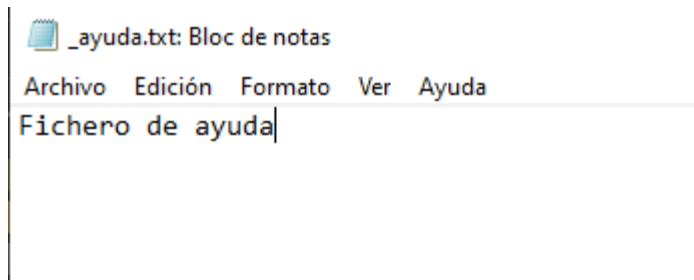 _ayuda.txt: Bloc de notas
Archivo Edición Formato Ver Ayuda
Fichero de ayuda